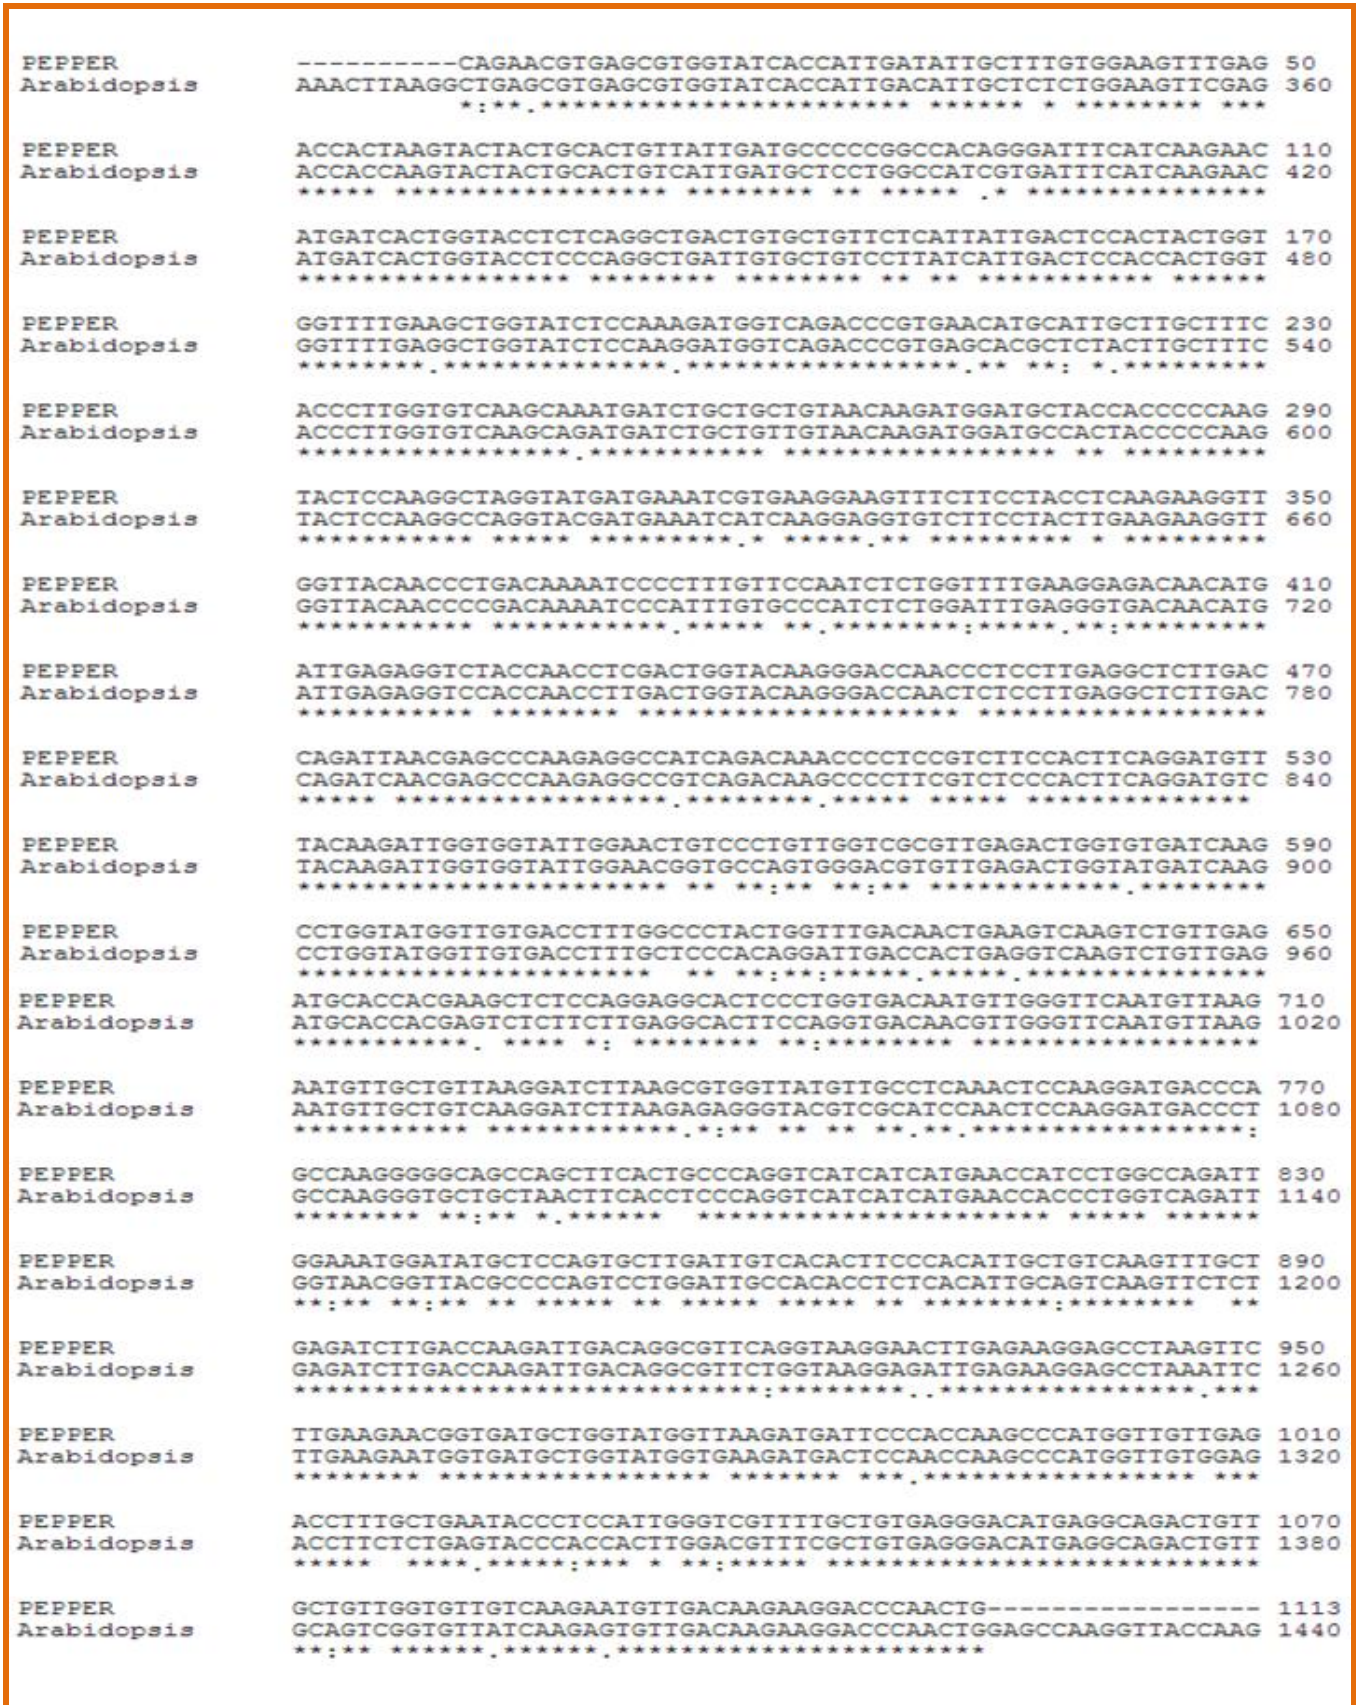 PEPPER ----------CAGAACGTGAGCGTGGTATCACCATTGATATTGCTTTGTGGAAGTTTGAG 50
Arabidopsis AAACTTAAGGCTGAGCGTGAGCGTGGTATCACCATTGACATTGCTCTCTGGAAGTTCGAG 360
*:**.************************ ****** * ******** ***
PEPPER ACCACTAAGTACTACTGCACTGTTATTGATGCCCCCGGCCACAGGGATTTCATCAAGAAC 110
Arabidopsis ACCACCAAGTACTACTGCACTGTCATTGATGCTCCTGGCCATCGTGATTTCATCAAGAAC 420
***** ***************** ******** ** ***** .* ***************
PEPPER ATGATCACTGGTACCTCTCAGGCTGACTGTGCTGTTCTCATTATTGACTCCACTACTGGT 170
Arabidopsis ATGATCACTGGTACCTCCCAGGCTGATTGTGCTGTCCTTATCATTGACTCCACCACTGGT 480
***************** ******** ******** ** ** *********** ******
PEPPER GGTTTTGAAGCTGGTATCTCCAAAGATGGTCAGACCCGTGAACATGCATTGCTTGCTTTC 230
Arabidopsis GGTTTTGAGGCTGGTATCTCCAAGGATGGTCAGACCCGTGAGCACGCTCTACTTGCTTTC 540
********.**************.*****************.** **: *.*********
PEPPER ACCCTTGGTGTCAAGCAAATGATCTGCTGCTGTAACAAGATGGATGCTACCACCCCCAAG 290
Arabidopsis ACCCTTGGTGTCAAGCAGATGATCTGCTGTTGTAACAAGATGGATGCCACTACCCCCAAG 600
*****************.*********** ***************** ** *********
PEPPER TACTCCAAGGCTAGGTATGATGAAATCGTGAAGGAAGTTTCTTCCTACCTCAAGAAGGTT 350
Arabidopsis TACTCCAAGGCCAGGTACGATGAAATCATCAAGGAGGTGTCTTCCTACTTGAAGAAGGTT 660
*********** ***** *********.* *****.** ********* * *********
PEPPER GGTTACAACCCTGACAAAATCCCCTTTGTTCCAATCTCTGGTTTTGAAGGAGACAACATG 410
Arabidopsis GGTTACAACCCCGACAAAATCCCATTTGTGCCCATCTCTGGATTTGAGGGTGACAACATG 720
*********** ***********.***** **.********:*****.**:*********
PEPPER ATTGAGAGGTCTACCAACCTCGACTGGTACAAGGGACCAACCCTCCTTGAGGCTCTTGAC 470
Arabidopsis ATTGAGAGGTCCACCAACCTTGACTGGTACAAGGGACCAACTCTCCTTGAGGCTCTTGAC 780
*********** ******** ******************** ******************
PEPPER CAGATTAACGAGCCCAAGAGGCCATCAGACAAACCCCTCCGTCTTCCACTTCAGGATGTT 530
Arabidopsis CAGATCAACGAGCCCAAGAGGCCGTCAGACAAGCCCCTTCGTCTCCCACTTCAGGATGTC 840
***** *****************.********.***** ***** **************
PEPPER TACAAGATTGGTGGTATTGGAACTGTCCCTGTTGGTCGCGTTGAGACTGGTGTGATCAAG 590
Arabidopsis TACAAGATTGGTGGTATTGGAACGGTGCCAGTGGGACGTGTTGAGACTGGTATGATCAAG 900
*********************** ** **:** **:** ************.********
PEPPER CCTGGTATGGTTGTGACCTTTGGCCCTACTGGTTTGACAACTGAAGTCAAGTCTGTTGAG 650
Arabidopsis CCTGGTATGGTTGTGACCTTTGCTCCCACAGGATTGACCACTGAGGTCAAGTCTGTTGAG 960
**********************  ** **:**:*****.*****.***************
PEPPER ATGCACCACGAAGCTCTCCAGGAGGCACTCCCTGGTGACAATGTTGGGTTCAATGTTAAG 710
Arabidopsis ATGCACCACGAGTCTCTTCTTGAGGCACTTCCAGGTGACAACGTTGGGTTCAATGTTAAG 1020
***********. **** *: ******** **:******** ******************
PEPPER AATGTTGCTGTTAAGGATCTTAAGCGTGGTTATGTTGCCTCAAACTCCAAGGATGACCCA 770
Arabidopsis AATGTTGCTGTCAAGGATCTTAAGAGAGGGTACGTCGCATCCAACTCCAAGGATGACCCT 1080
*********** ************.*:** ** ** **.**.*****************:
PEPPER GCCAAGGGGGCAGCCAGCTTCACTGCCCAGGTCATCATCATGAACCATCCTGGCCAGATT 830
Arabidopsis GCCAAGGGTGCTGCTAACTTCACCTCCCAGGTCATCATCATGAACCACCCTGGTCAGATT 1140
******** **:** *.******  ********************** ***** ******
PEPPER GGAAATGGATATGCTCCAGTGCTTGATTGTCACACTTCCCACATTGCTGTCAAGTTTGCT 890
Arabidopsis GGTAACGGTTACGCCCCAGTCCTGGATTGCCACACCTCTCACATTGCAGTCAAGTTCTCT 1200
**:** **:** ** ***** ** ***** ***** ** ********:********  **
PEPPER GAGATCTTGACCAAGATTGACAGGCGTTCAGGTAAGGAACTTGAGAAGGAGCCTAAGTTC 950
Arabidopsis GAGATCTTGACCAAGATTGACAGGCGTTCTGGTAAGGAGATTGAGAAGGAGCCTAAATTC 1260
*****************************:********..****************.***
PEPPER TTGAAGAACGGTGATGCTGGTATGGTTAAGATGATTCCCACCAAGCCCATGGTTGTTGAG 1010
Arabidopsis TTGAAGAATGGTGATGCTGGTATGGTGAAGATGACTCCAACCAAGCCCATGGTTGTGGAG 1320
******** ***************** ******* ***.***************** ***
PEPPER ACCTTTGCTGAATACCCTCCATTGGGTCGTTTTGCTGTGAGGGACATGAGGCAGACTGTT 1070
Arabidopsis ACCTTCTCTGAGTACCCACCACTTGGACGTTTCGCTGTGAGGGACATGAGGCAGACTGTT 1380
*****  ****.*****:*** * **:***** ***************************
PEPPER GCTGTTGGTGTTGTCAAGAATGTTGACAAGAAGGACCCAACTG----------------- 1113
Arabidopsis GCAGTCGGTGTTATCAAGAGTGTTGACAAGAAGGACCCAACTGGAGCCAAGGTTACCAAG 1440
**:** ******.******.***********************